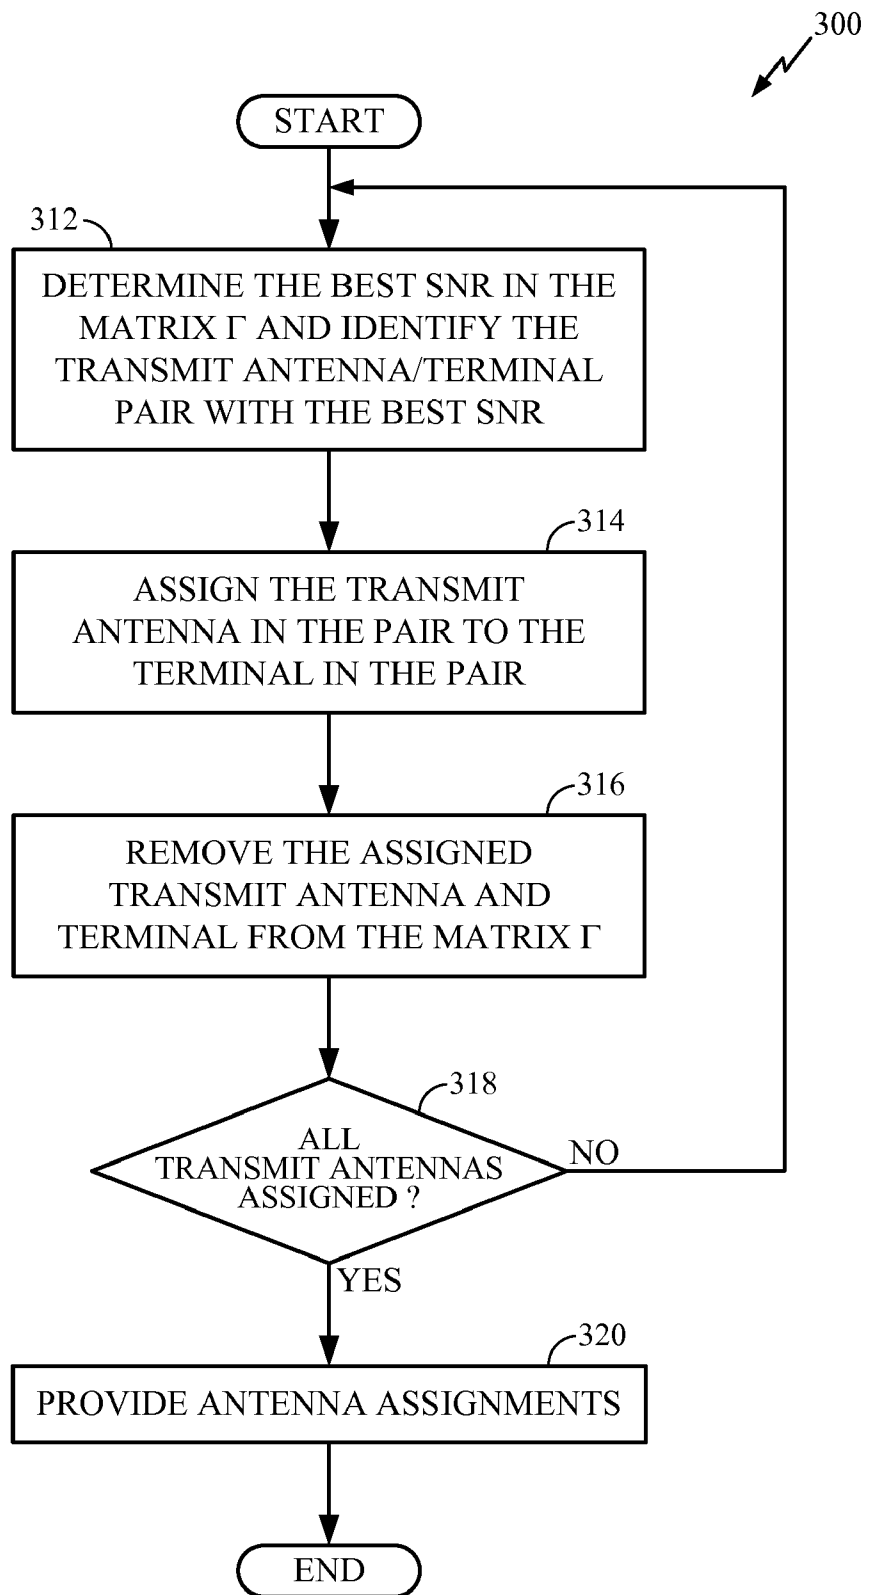 300
START
312
DETERMINE THE BEST SNR IN THE
MATRIX Γ AND IDENTIFY THE
TRANSMIT ANTENNA/TERMINAL
PAIR WITH THE BEST SNR
314
ASSIGN THE TRANSMIT
ANTENNA IN THE PAIR TO THE
TERMINAL IN THE PAIR
316
REMOVE THE ASSIGNED
TRANSMIT ANTENNA AND
TERMINAL FROM THE MATRIX Γ
318
ALL
TRANSMIT ANTENNAS
ASSIGNED ?
NO
YES
320
PROVIDE ANTENNA ASSIGNMENTS
END